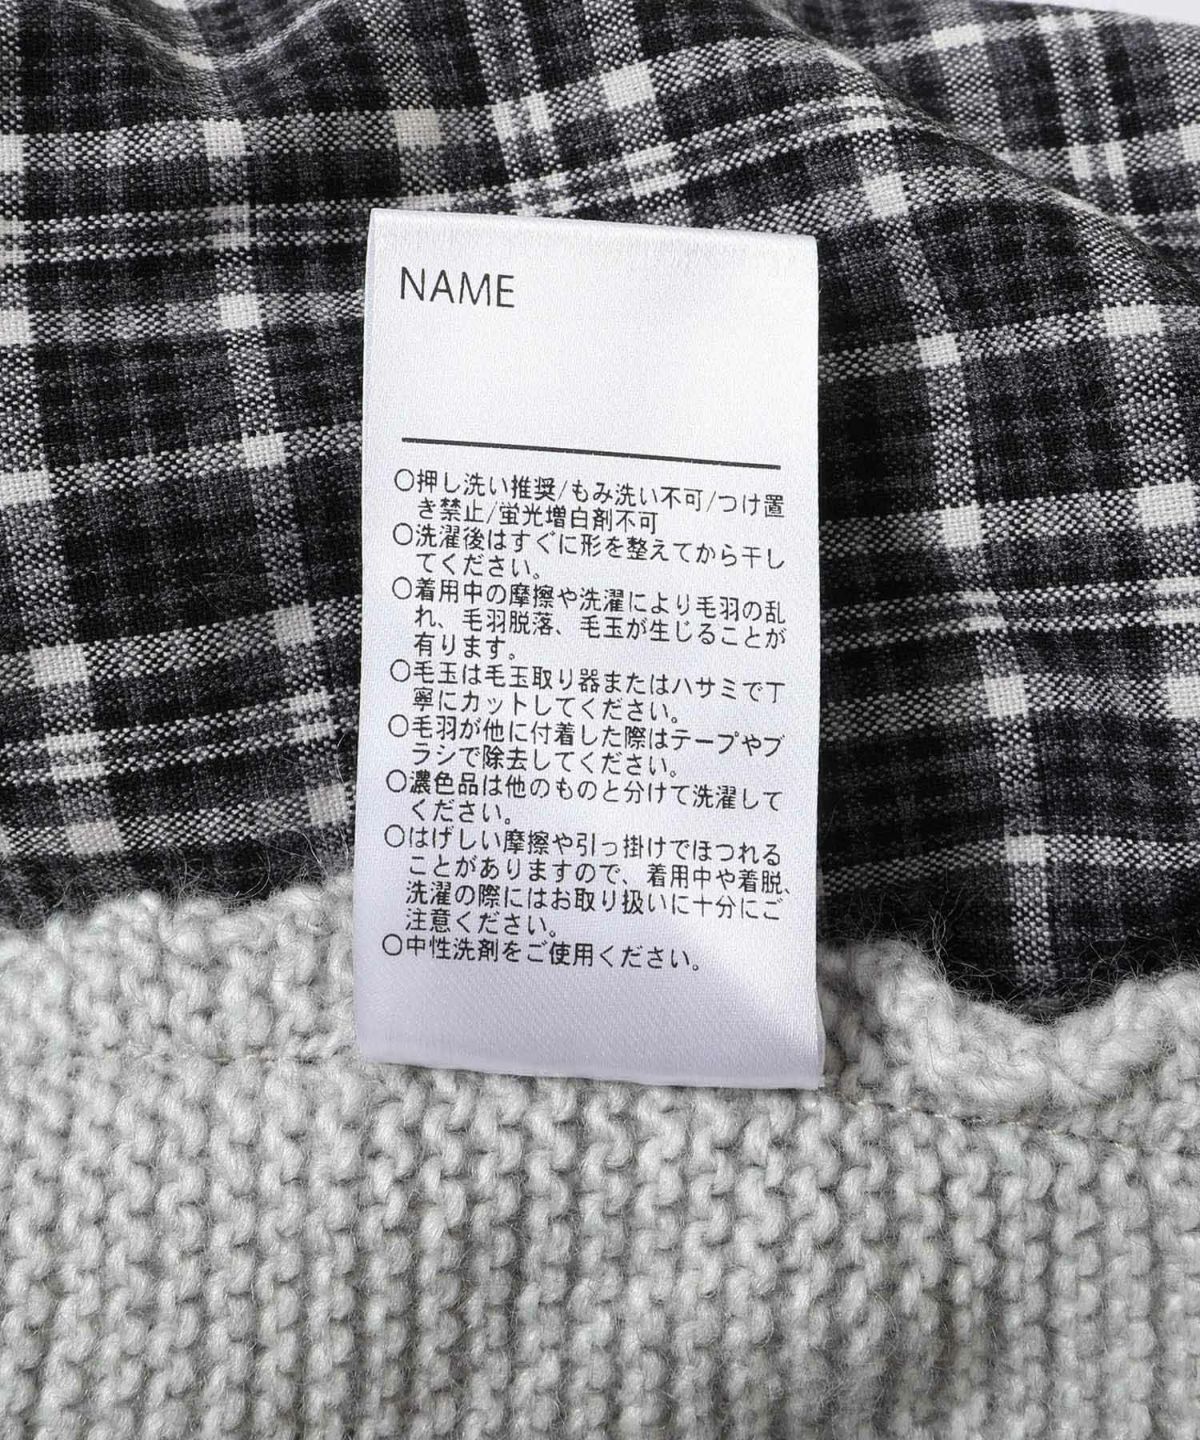 NAME
○押し洗い推奨/もみ洗い不可/つけ置
き禁止/蛍光増白剤不可
○洗濯後はすぐに形を整えてから干し
てください。
○着用中の摩擦や洗濯により毛羽の乱
れ、毛羽脱落、毛玉が生じることが
有ります。
○毛玉は毛玉取り器またはハサミで丁
寧にカットしてください。
○毛羽が他に付着した際はテープやブ
ラシで除去してください。
○濃色品は他のものと分けて洗濯して
ください。
○はげしい摩擦や引っ掛けでほつれる
ことがありますので、着用中や着脱、
洗濯の際にはお取り扱いに十分にご
注意ください。
○中性洗剤をご使用ください。